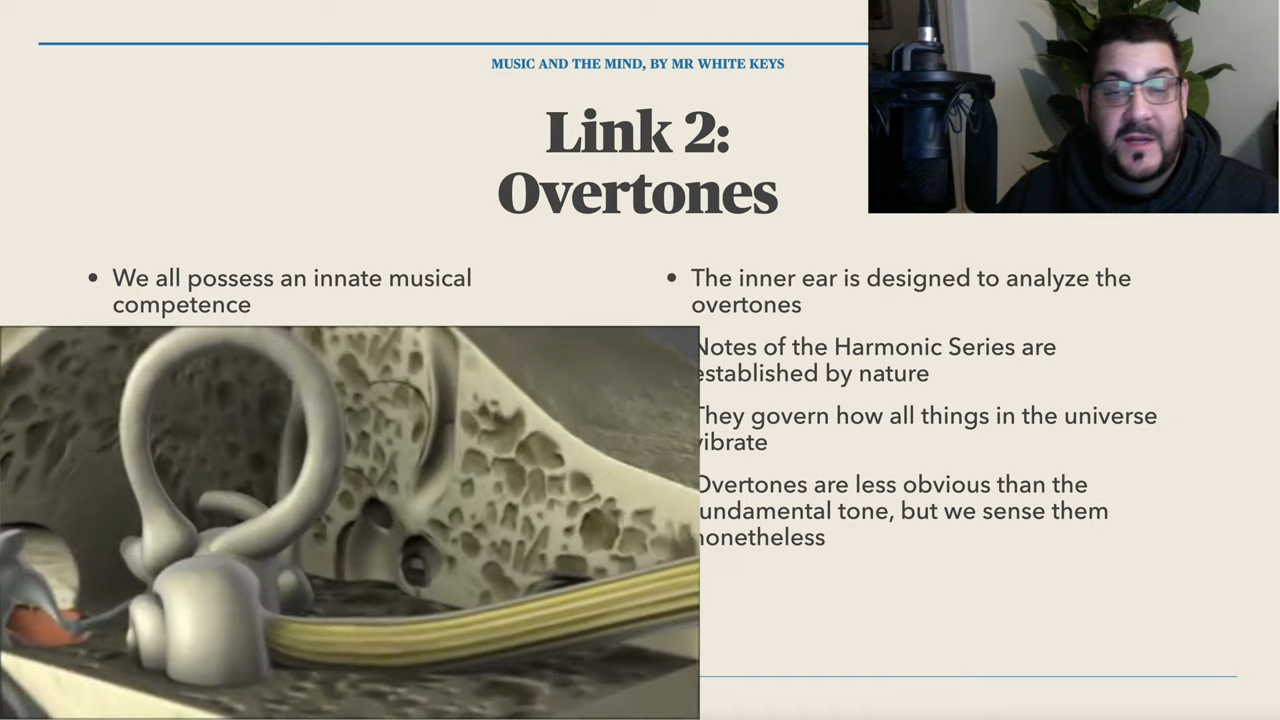 MUSIC AND THE MIND, BY MR WHITE KEYS
Link 2:
Overtones
• We all possess an innate musical
competence
• The inner ear is designed to analyze the
overtones
Notes of the Harmonic Series are
established by nature
They govern how all things in the universe
vibrate
Overtones are less obvious than the
fundamental tone, but we sense them
nonetheless